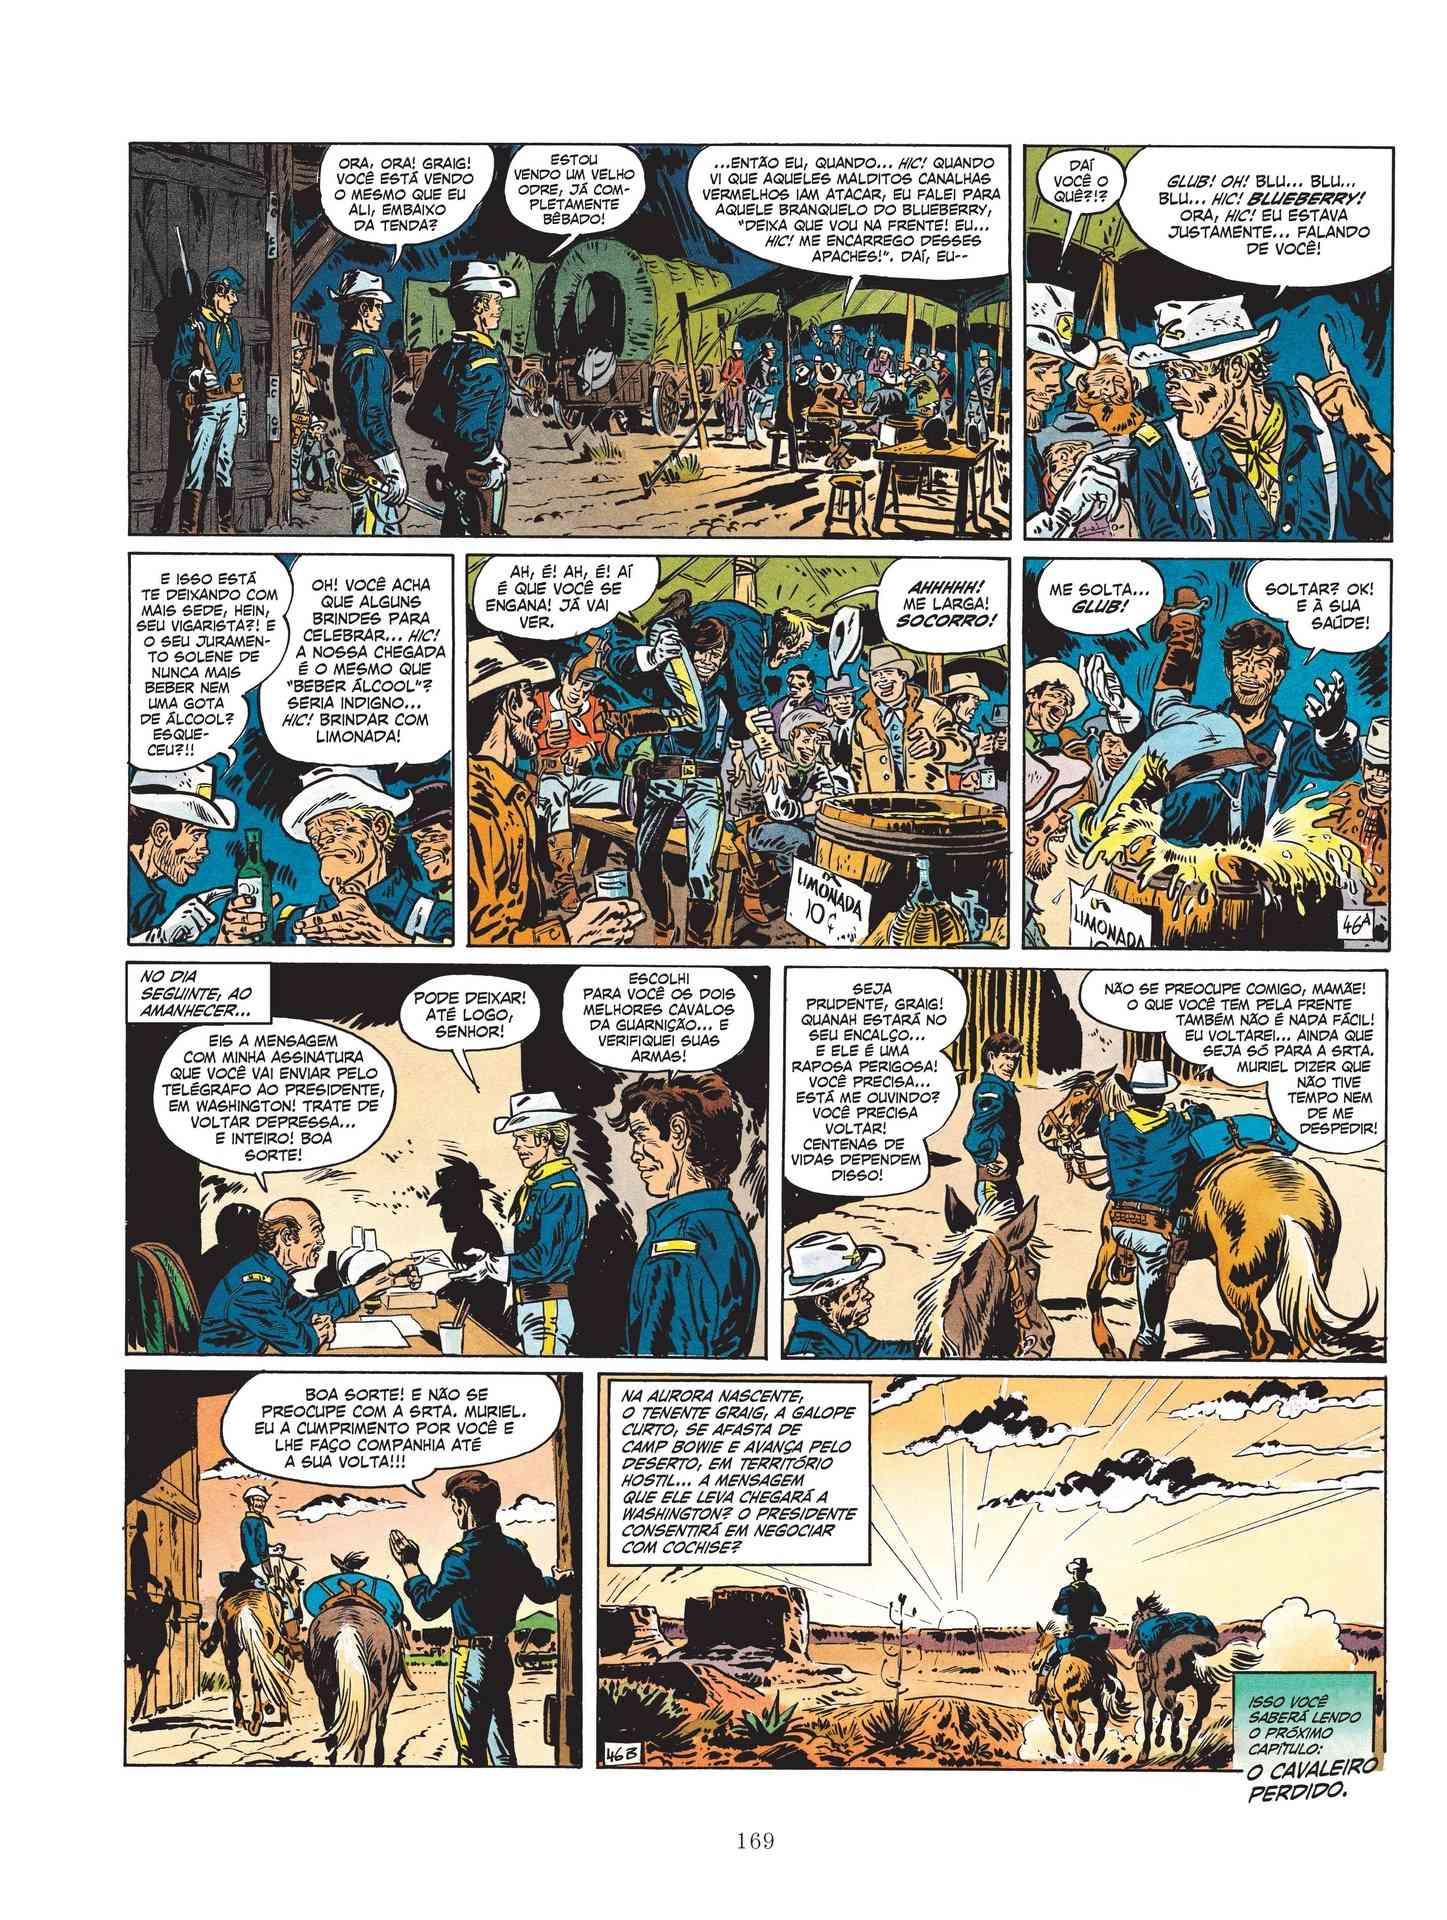 ORA, ORA! GRAIG!
VOCÊ ESTÁ VENDO
O MESMO QUE EU
ALI, EMBAIXO
DA TENDA?
ESTOU
VENDO UM VELHO
ODRE, JÁ COM-
PLETAMENTE
BÊBADO!
...ENTÃO EU, QUANDO... HIC! QUANDO
VI QUE AQUELES MALDITOS CANALHAS
VERMELHOS IAM ATACAR, EU FALEI PARA
AQUELE BRANQUELO DO BLUEBERRY,
"DEIXA QUE VOU NA FRENTE! EU...
HIC! ME ENCARREGO DESSES
APACHES!". DAÍ, EU--
DAÍ
VOCÊ O
QUÊ?!?
GLUB! OH! BLU... BLU...
BLU... HIC! BLUEBERRY!
ORA, HIC! EU ESTAVA
JUSTAMENTE... FALANDO
DE VOCÊ!
E ISSO ESTÁ
TE DEIXANDO COM
MAIS SEDE, HEIN,
SEU VIGARISTA?! E
O SEU JURAMEN-
TO SOLENE DE
NUNCA MAIS
BEBER NEM
UMA GOTA
DE ÁLCOOL?
ESQUE-
CEU?!!
OH! VOCÊ ACHA
QUE ALGUNS
BRINDES PARA
CELEBRAR... HIC!
A NOSSA CHEGADA
É O MESMO QUE
"BEBER ÁLCOOL"?
SERIA INDIGNO...
HIC! BRINDAR COM
LIMONADA!
AH, É! AH, É! AÍ
É QUE VOCÊ SE
ENGANA! JÁ VAI
VER.
AHHHHH!
ME LARGA!
SOCORRO!
LIMONADA
10¢
ME SOLTA...
GLUB!
SOLTAR? OK!
E À SUA
SAÚDE!
LIMONADA
10¢
46A
NO DIA
SEGUINTE, AO
AMANHECER...
EIS A MENSAGEM
COM MINHA ASSINATURA
QUE VOCÊ VAI ENVIAR PELO
TELÉGRAFO AO PRESIDENTE,
EM WASHINGTON! TRATE DE
VOLTAR DEPRESSA...
E INTEIRO! BOA
SORTE!
PODE DEIXAR!
ATÉ LOGO,
SENHOR!
ESCOLHI
PARA VOCÊ OS DOIS
MELHORES CAVALOS
DA GUARNIÇÃO... E
VERIFIQUEI SUAS
ARMAS!
SEJA
PRUDENTE, GRAIG!
QUANAH ESTARÁ NO
SEU ENCALÇO...
E ELE É UMA
RAPOSA PERIGOSA!
VOCÊ PRECISA...
ESTÁ ME OUVINDO?
VOCÊ PRECISA
VOLTAR!
CENTENAS DE
VIDAS DEPENDEM
DISSO!
NÃO SE PREOCUPE COMIGO, MAMÃE!
O QUE VOCÊ TEM PELA FRENTE
TAMBÉM NÃO É NADA FÁCIL!
EU VOLTAREI... AINDA QUE
SEJA SÓ PARA A SRTA.
MURIEL DIZER QUE
NÃO TIVE
TEMPO NEM
DE ME
DESPEDIR!
BOA SORTE! E NÃO SE
PREOCUPE COM A SRTA. MURIEL.
EU A CUMPRIMENTO POR VOCÊ E
LHE FAÇO COMPANHIA ATÉ
A SUA VOLTA!!!
NA AURORA NASCENTE,
O TENENTE GRAIG, A GALOPE
CURTO, SE AFASTA DE
CAMP BOWIE E AVANÇA PELO
DESERTO, EM TERRITÓRIO
HOSTIL... A MENSAGEM
QUE ELE LEVA CHEGARÁ A
WASHINGTON? O PRESIDENTE
CONSENTIRÁ EM NEGOCIAR
COM COCHISE?
46B
ISSO VOCÊ
SABERÁ LENDO
O PRÓXIMO
CAPÍTULO:
O CAVALEIRO
PERDIDO.
169